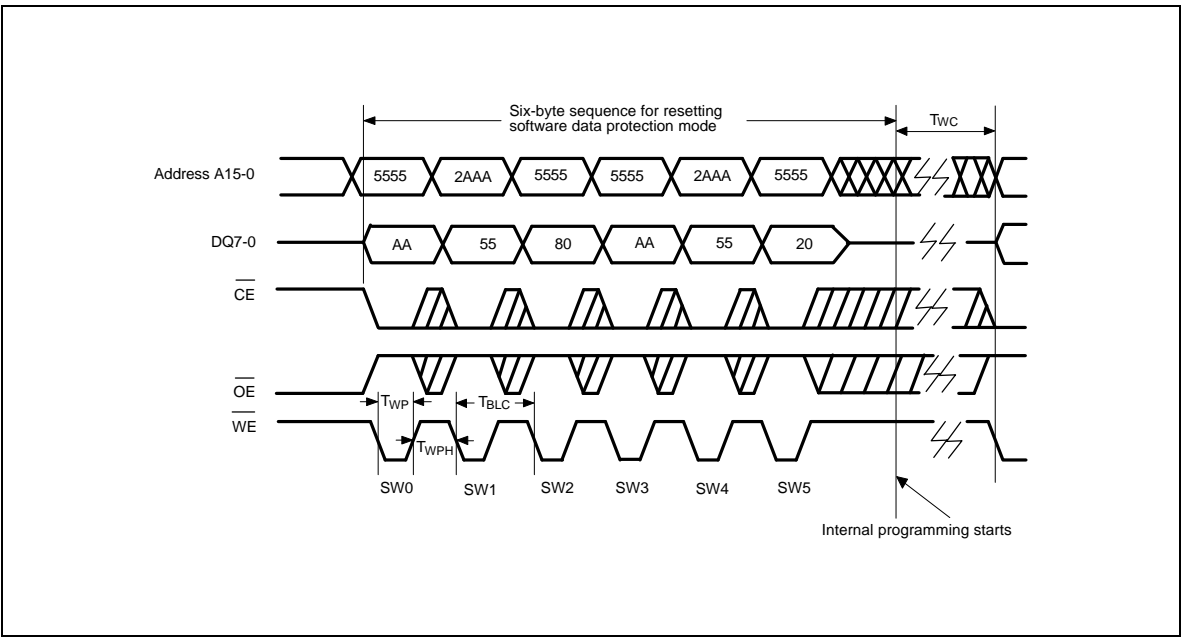 Six-byte sequence for resetting
software data protection mode
TWC
Address A15-0
5555 2AAA 5555 5555 2AAA 5555
DQ7-0
AA 55 80 AA 55 20
CE
OE
TWP
TBLC
WE
TWPH
SW0 SW1 SW2 SW3 SW4 SW5
Internal programming starts